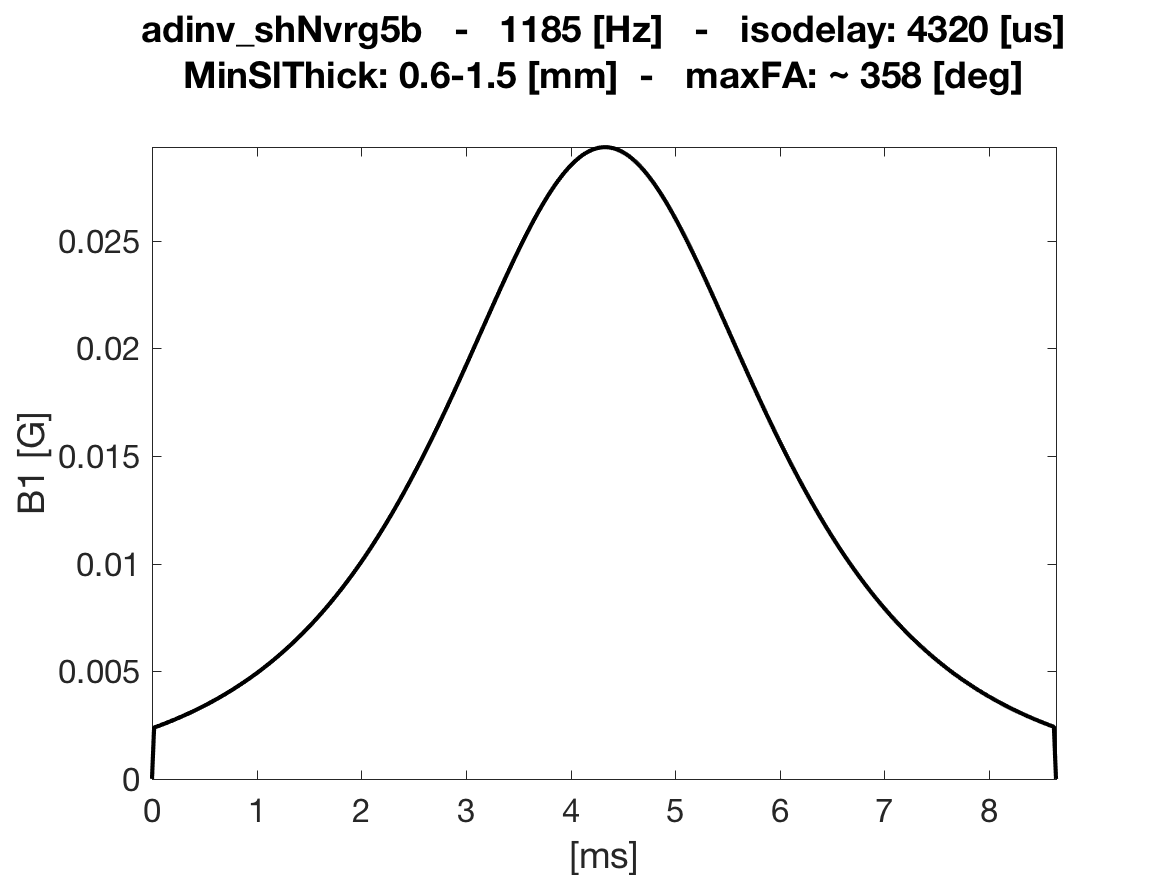 adinv_shNvrg5b - 1185 [Hz] - isodelay: 4320 [us]
MinSlThick: 0.6-1.5 [mm] - maxFA: ~ 358 [deg]
0.025
0.02
0.015
0.01
0.005
0
B1 [G]
0 1 2 3 4 5 6 7 8
[ms]